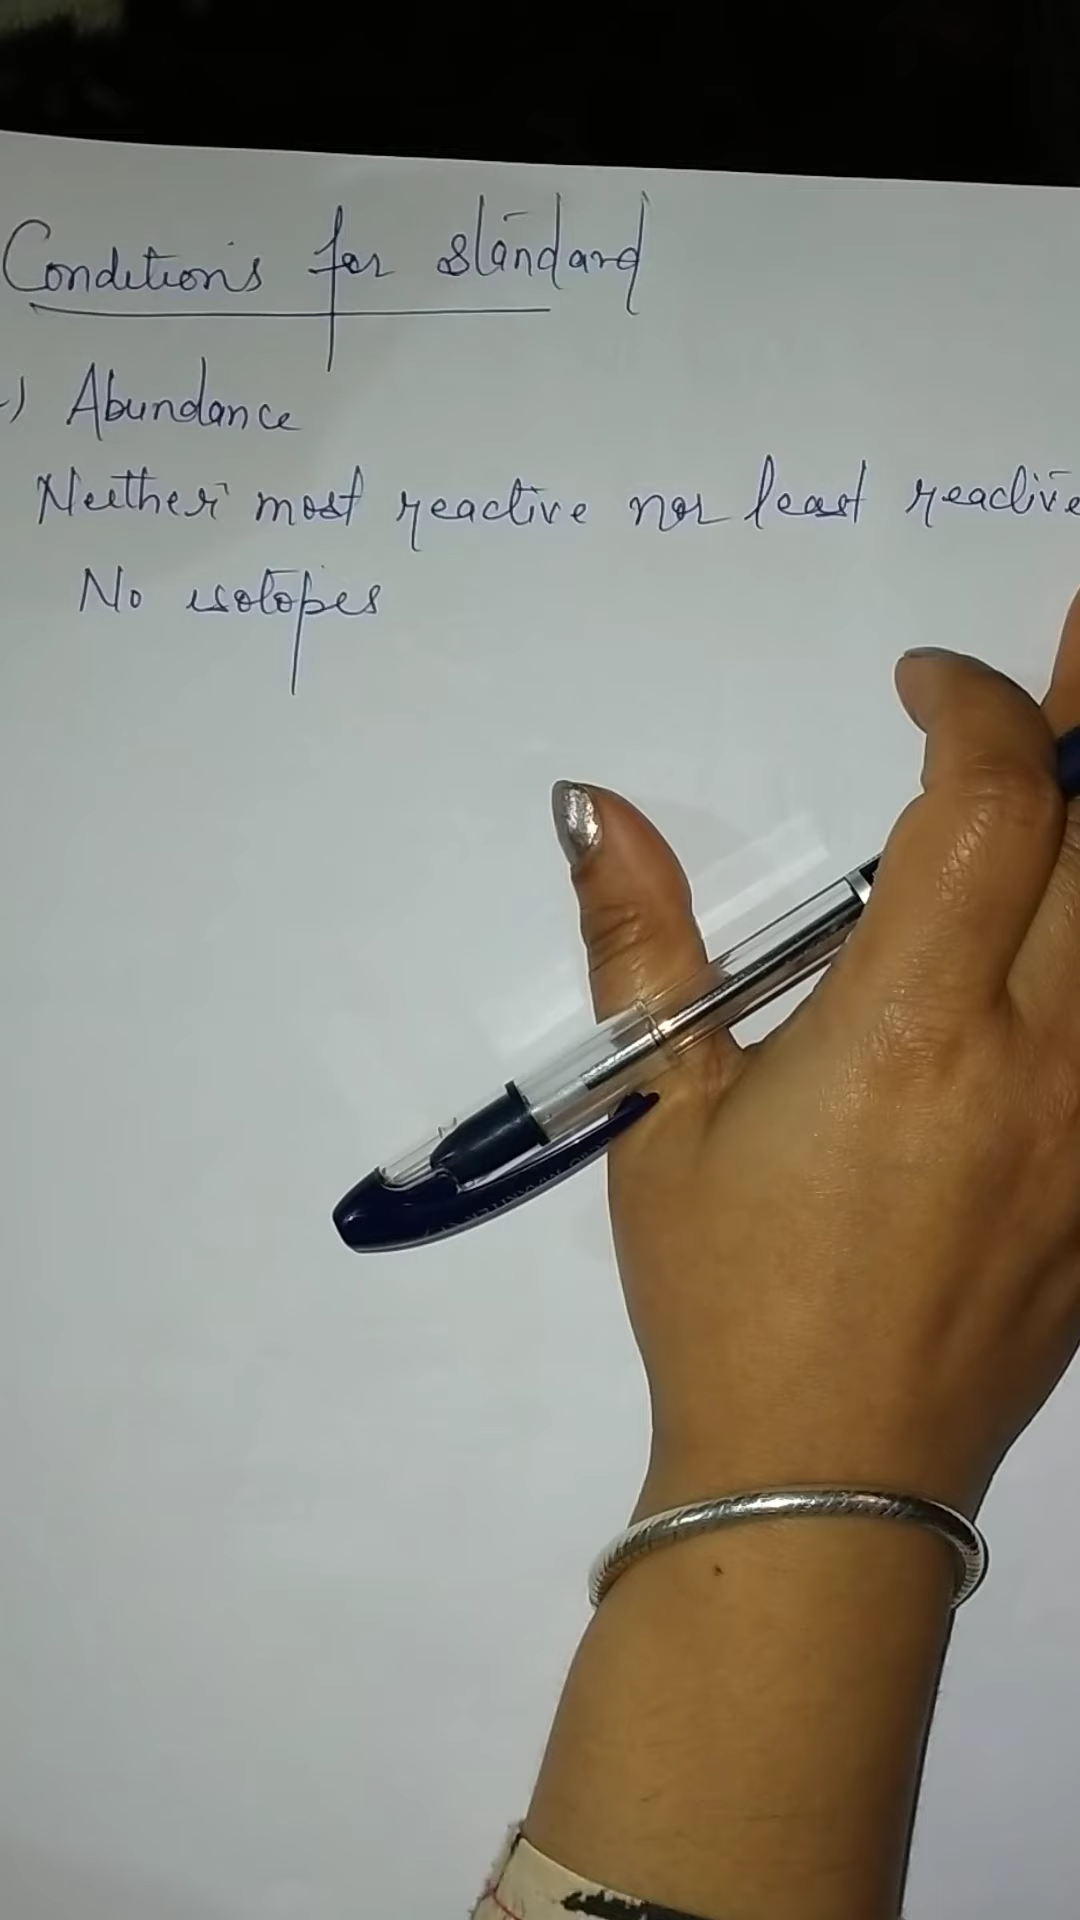 Conditions for standard
) Abundance
Neither most reactive nor least reactive
No isotopes